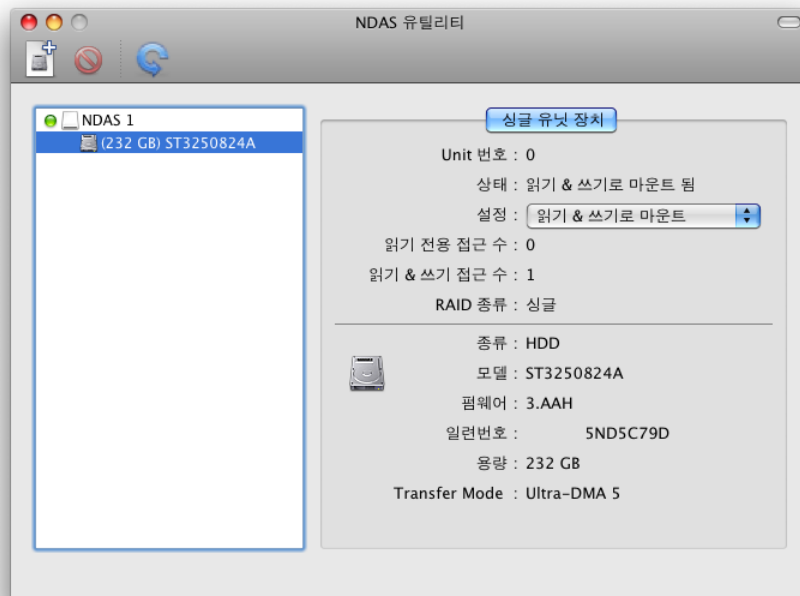 NDAS 유틸리티
NDAS 1
(232 GB) ST3250824A
싱글 유닛 장치
Unit 번호 : 0
상태 : 읽기 & 쓰기로 마운트 됨
설정 : 읽기 & 쓰기로 마운트
읽기 전용 접근 수 : 0
읽기 & 쓰기 접근 수 : 1
RAID 종류 : 싱글
종류 : HDD
모델 : ST3250824A
펌웨어 : 3.AAH
일련번호 : 5ND5C79D
용량 : 232 GB
Transfer Mode : Ultra-DMA 5